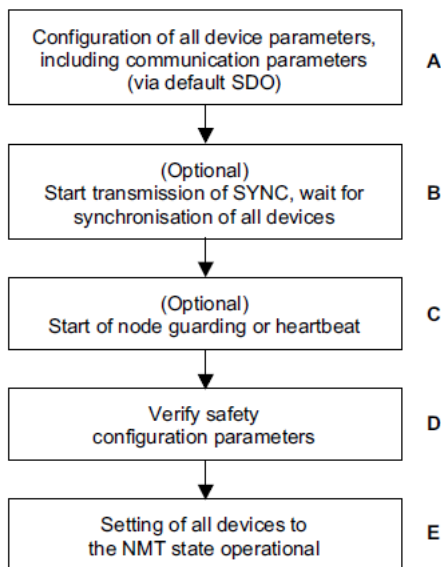 Configuration of all device parameters,
including communication parameters
(via default SDO)
A
(Optional)
Start transmission of SYNC, wait for
synchronisation of all devices
B
(Optional)
Start of node guarding or heartbeat
C
Verify safety
configuration parameters
D
Setting of all devices to
the NMT state operational
E